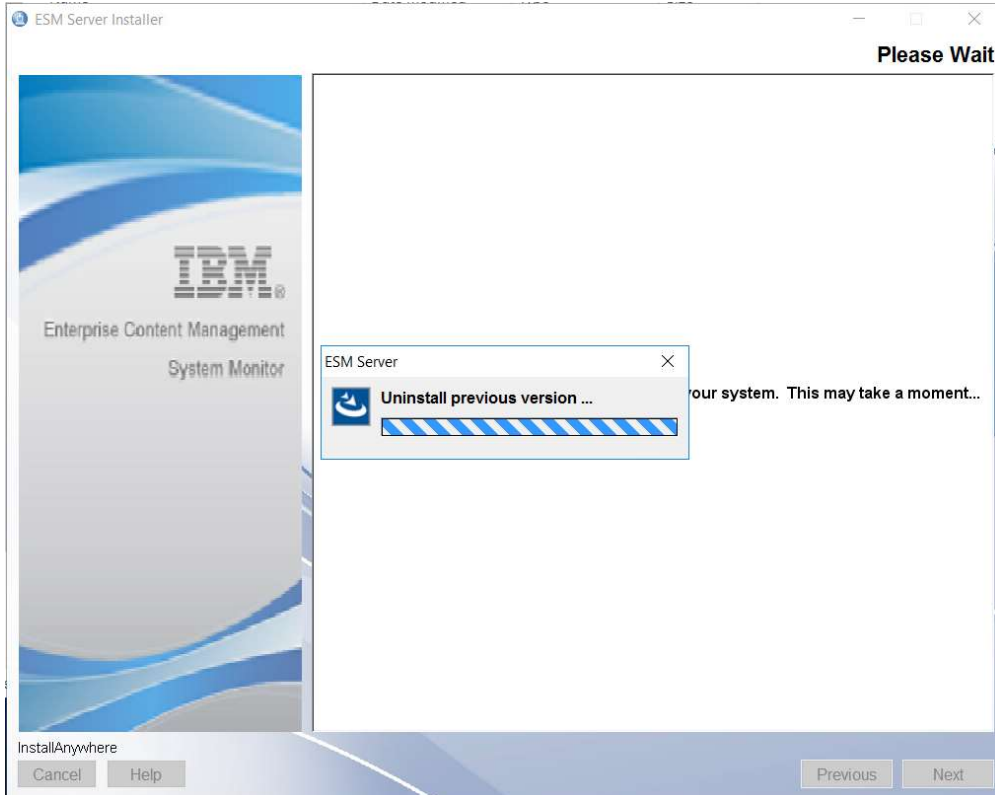 ESM Server Installer
Please Wait
IBM®
Enterprise Content Management
System Monitor
ESM Server
Uninstall previous version ...
your system. This may take a moment...
InstallAnywhere
Cancel
Help
Previous
Next